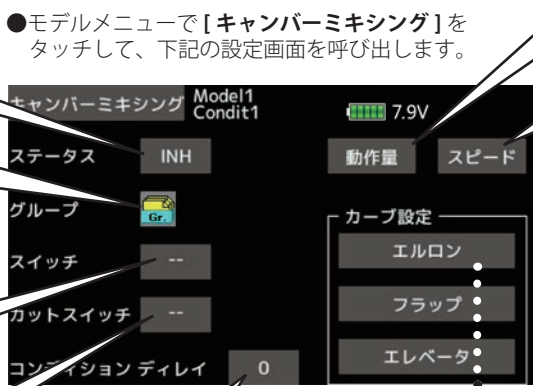 ●モデルメニューで [ キャンバーミキシング ] を
タッチして、下記の設定画面を呼び出します。
キャンバーミキシング Model1
Condit1
7.9V
ステータス INH 動作量 スピード
グループ Gr. カーブ設定
エルロン
スイッチ --
フラップ
カットスイッチ --
エレベータ
コンディション ディレイ 0